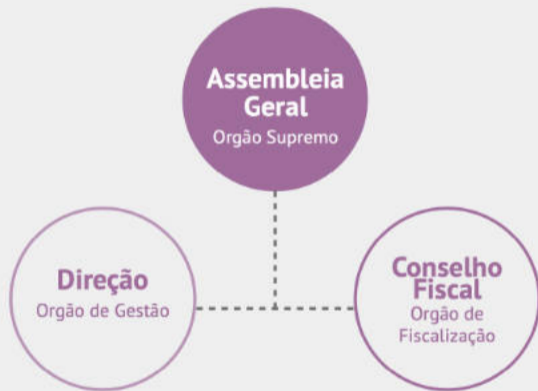 Assembleia
Geral
Orgão Supremo
Direção
Orgão de Gestão
Conselho
Fiscal
Orgão de
Fiscalização